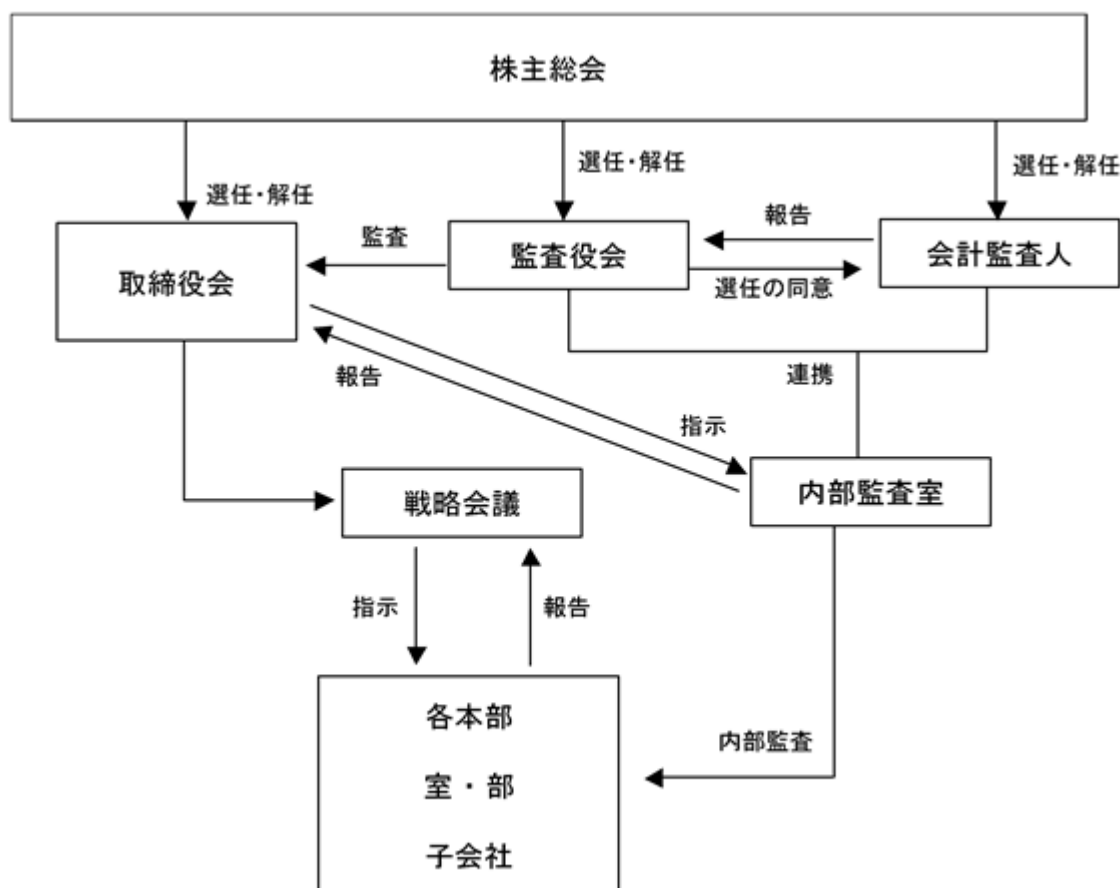 株主総会
選任・解任
選任・解任
選任・解任
取締役会
監査
監査役会
報告
選任の同意
会計監査人
報告
指示
連携
戦略会議
内部監査室
指示
報告
各本部
室・部
子会社
内部監査